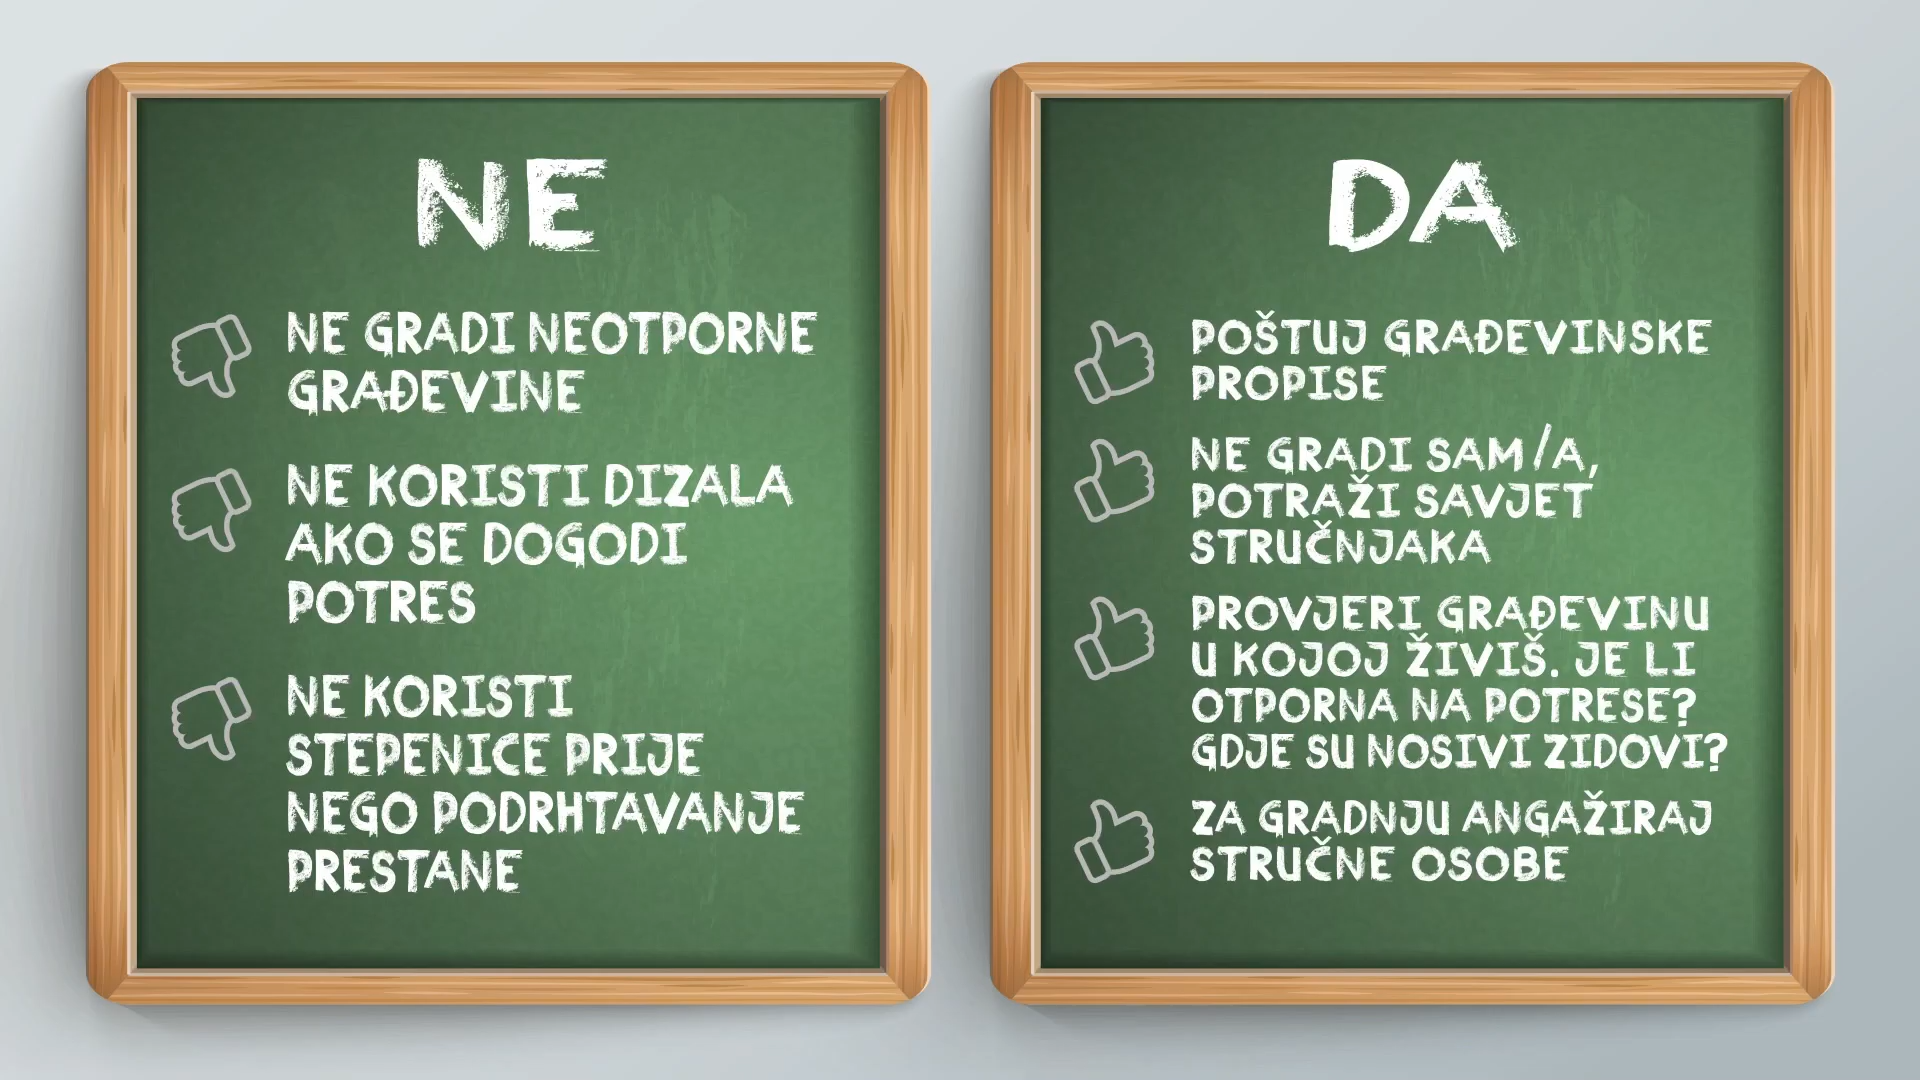 NE
NE GRADI NEOTPORNE
GRAĐEVINE
NE KORISTI DIZALA
AKO SE DOGODI
POTRES
NE KORISTI
STEPENICE PRIJE
NEGO PODRHTAVANJE
PRESTANE
DA
POŠTUJ GRAĐEVINSKE
PROPISE
NE GRADI SAM/A,
POTRAŽI SAVJET
STRUČNJAKA
PROVJERI GRAĐEVINU
U KOJOJ ŽIVIŠ. JE LI
OTPORNA NA POTRESE?
GDJE SU NOSIVI ZIDOVI?
ZA GRADNJU ANGAŽIRAJ
STRUČNE OSOBE